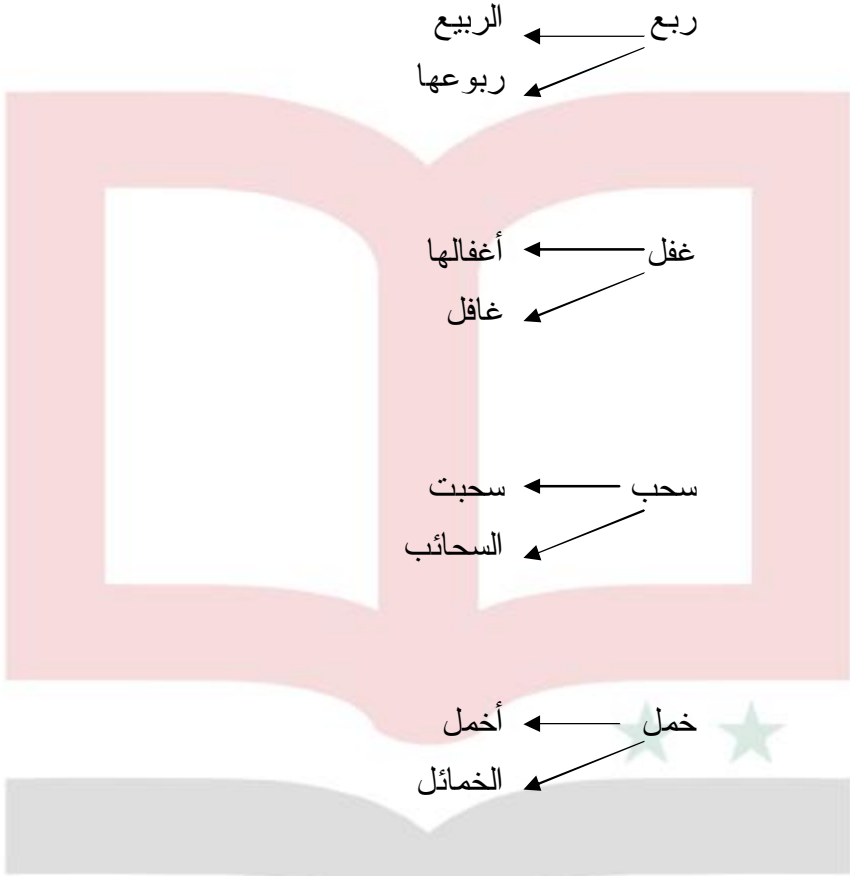 ربع الربيع
ربوعها
غفل أغفالها
غافل
سحب سحبت
السحائب
خمل أخمل
الخمائل